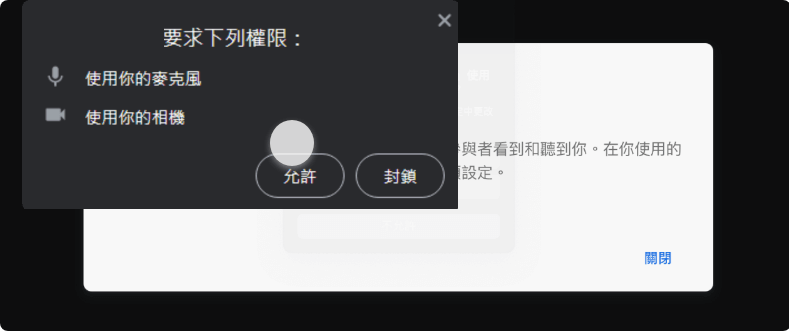 要求下列權限：
使用你的麥克風
使用你的相機
允許
封鎖
與者看到和聽到你。在你使用的
設定。
關閉